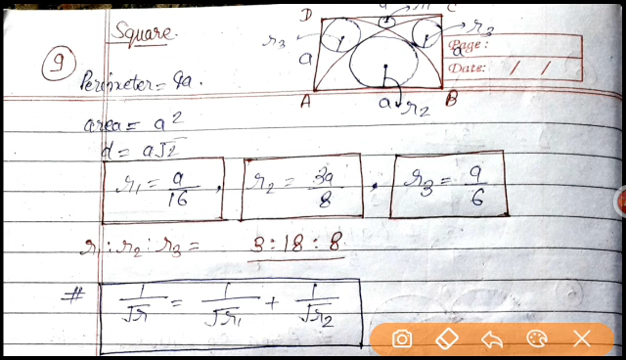 Square.
D a r1 C
r3 r3
a a
Page:
Date: / /
9
Perimeter = 4a.
A a r2 B
area = a²
d = a√2
r1 = a/16 , r2 = 3a/8 , r3 = a/6
r1 : r2 : r3 = 3 : 18 : 8
# 1/√r = 1/√r1 + 1/√r2